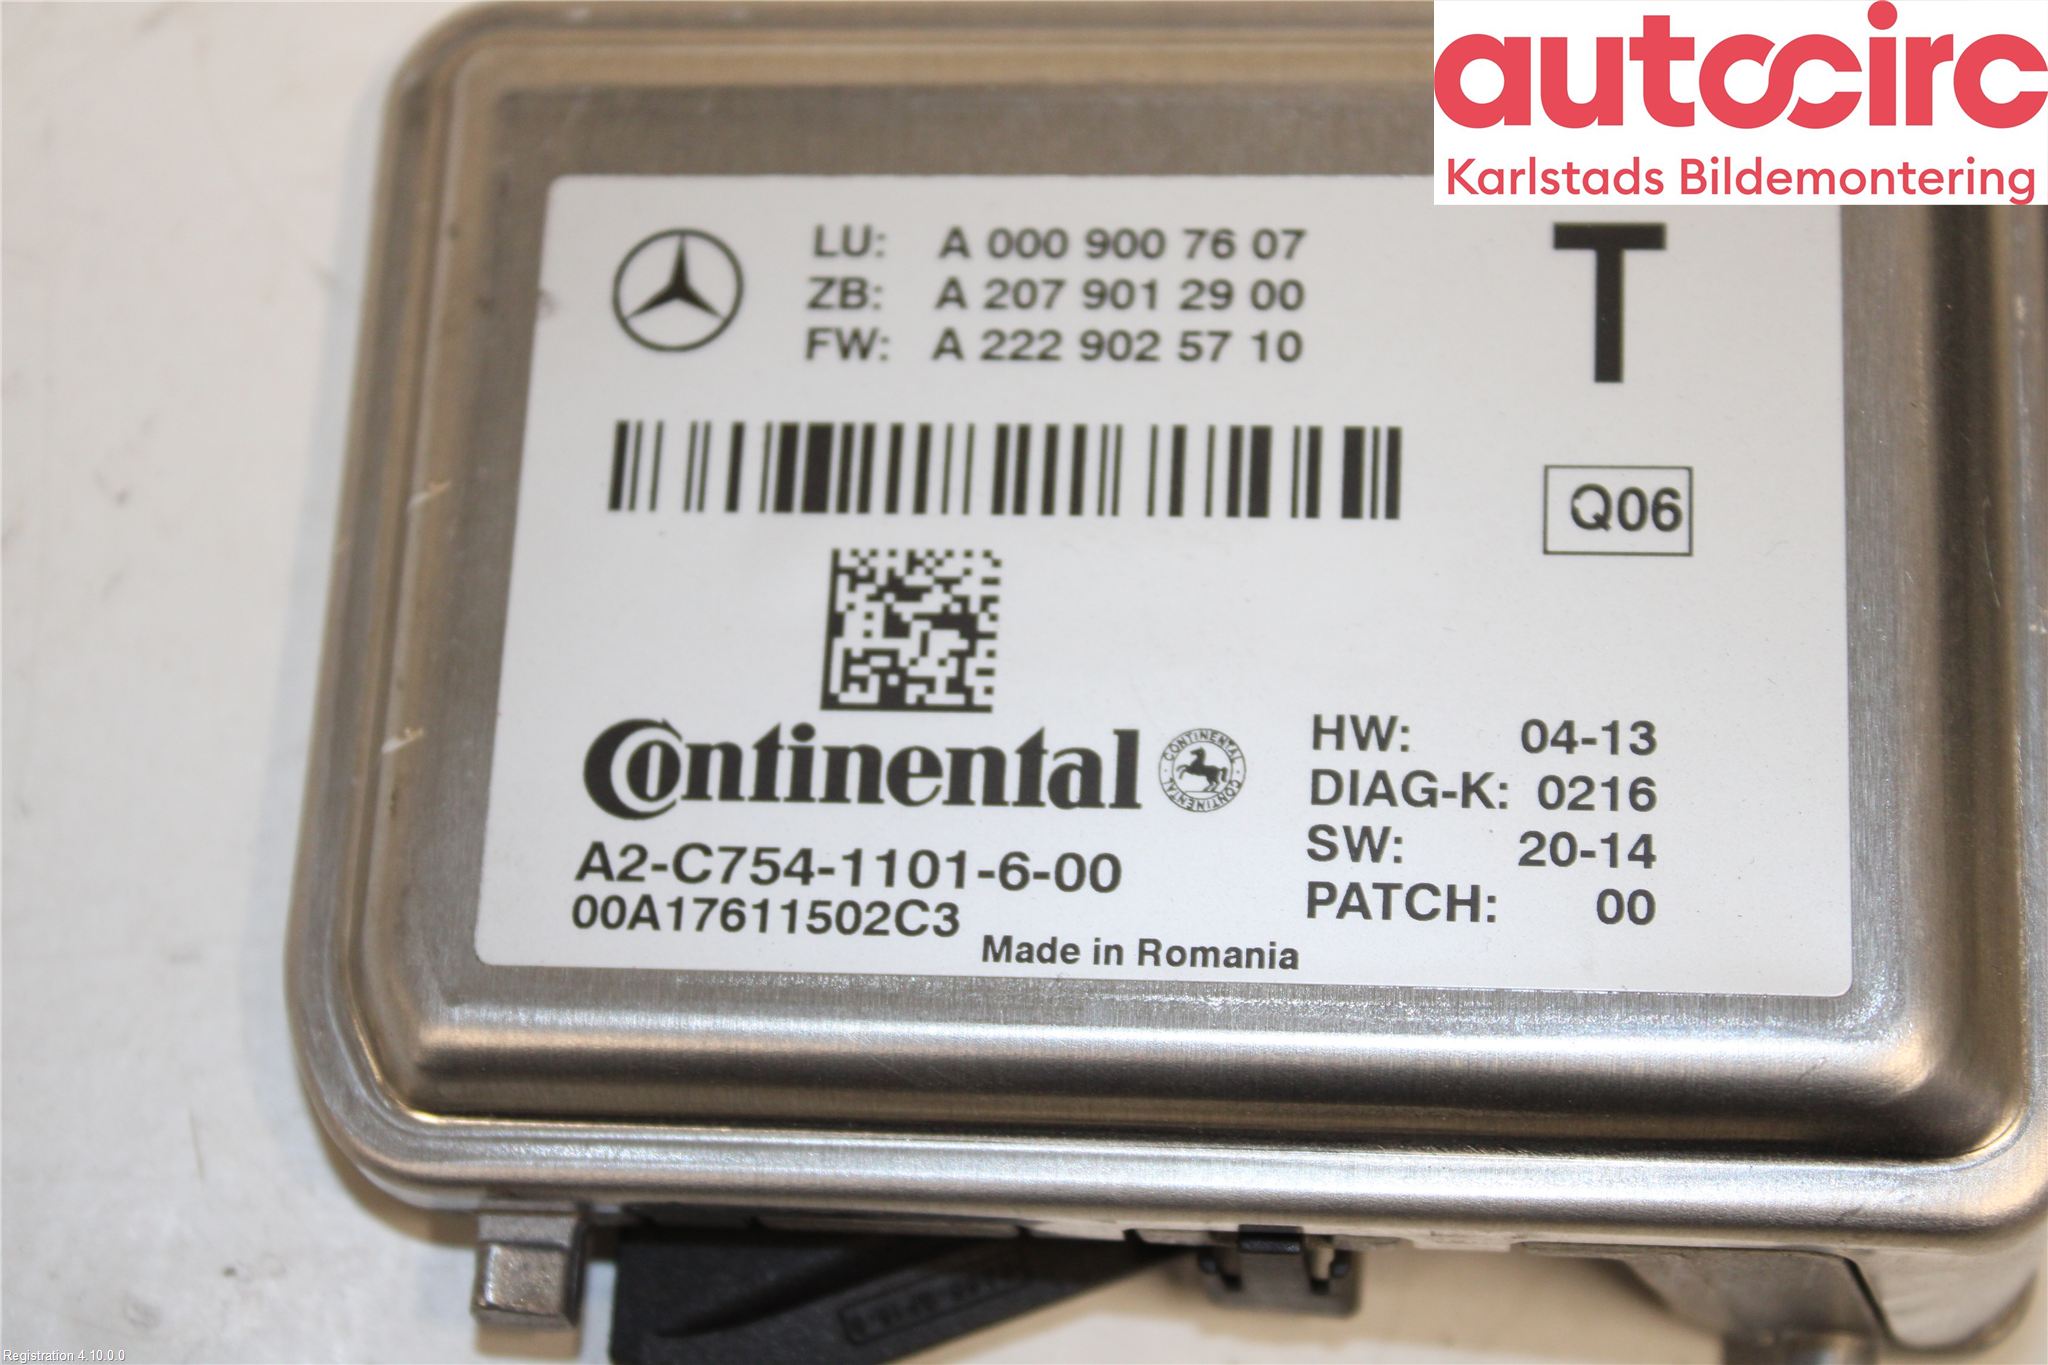 autocirc
Karlstads Bildemontering
LU: A 000 900 76 07
ZB: A 207 901 29 00
FW: A 222 902 57 10
T
Q06
Continental
CONTINENTAL CONTINENTAL
HW: 04-13
DIAG-K: 0216
SW: 20-14
PATCH: 00
A2-C754-1101-6-00
00A17611502C3
Made in Romania
Registration 4.10.0.0